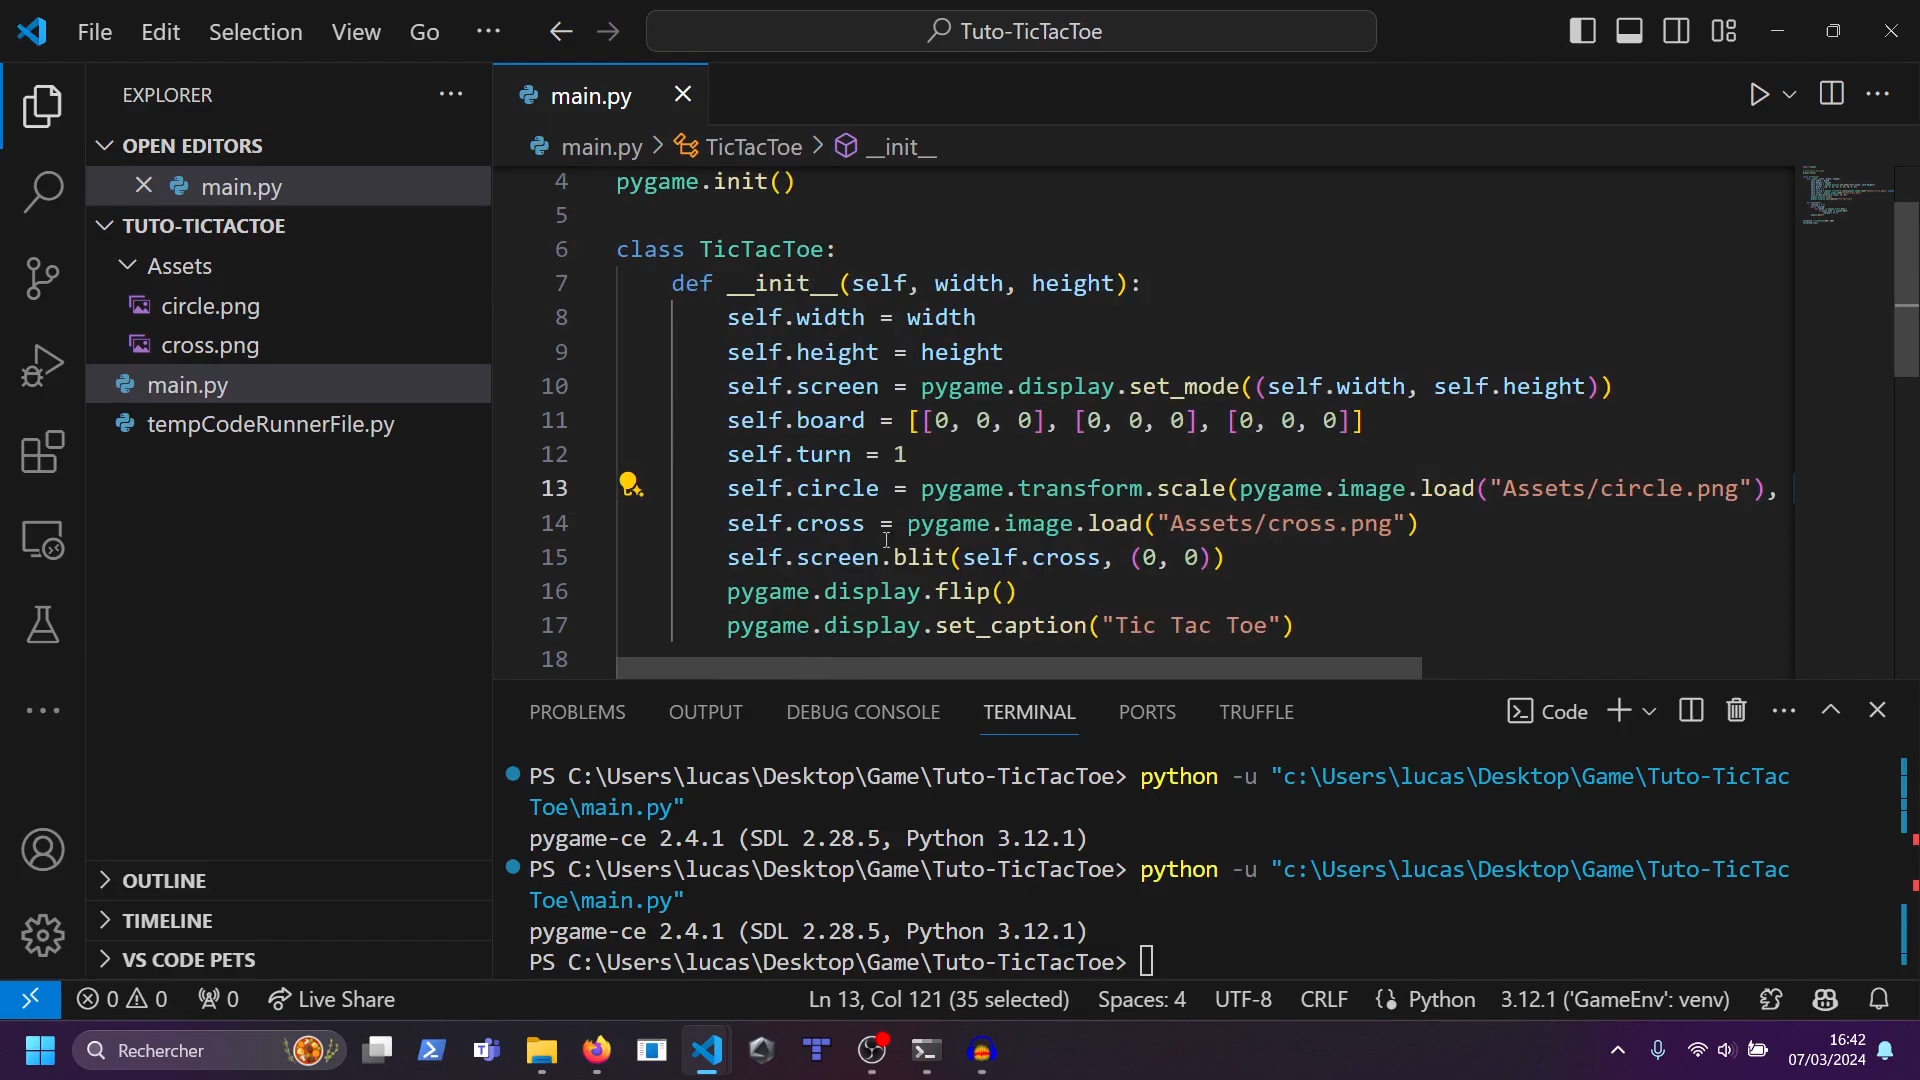 File Edit Selection View Go ···
Tuto-TicTacToe
EXPLORER
OPEN EDITORS
main.py
TUTO-TICTACTOE
Assets
circle.png
cross.png
main.py
tempCodeRunnerFile.py
OUTLINE
TIMELINE
VS CODE PETS
main.py
main.py > TicTacToe > __init__
4 pygame.init()
5
6 class TicTacToe:
7 def __init__(self, width, height):
8 self.width = width
9 self.height = height
10 self.screen = pygame.display.set_mode((self.width, self.height))
11 self.board = [[0, 0, 0], [0, 0, 0], [0, 0, 0]]
12 self.turn = 1
13 self.circle = pygame.transform.scale(pygame.image.load("Assets/circle.png"),
14 self.cross = pygame.image.load("Assets/cross.png")
15 self.screen.blit(self.cross, (0, 0))
16 pygame.display.flip()
17 pygame.display.set_caption("Tic Tac Toe")
18
PROBLEMS OUTPUT DEBUG CONSOLE TERMINAL PORTS TRUFFLE
Code
PS C:\Users\lucas\Desktop\Game\Tuto-TicTacToe> python -u "c:\Users\lucas\Desktop\Game\Tuto-TicTac
Toe\main.py"
pygame-ce 2.4.1 (SDL 2.28.5, Python 3.12.1)
PS C:\Users\lucas\Desktop\Game\Tuto-TicTacToe> python -u "c:\Users\lucas\Desktop\Game\Tuto-TicTac
Toe\main.py"
pygame-ce 2.4.1 (SDL 2.28.5, Python 3.12.1)
PS C:\Users\lucas\Desktop\Game\Tuto-TicTacToe>
0 0 0 Live Share Ln 13, Col 121 (35 selected) Spaces: 4 UTF-8 CRLF Python 3.12.1 ('GameEnv': venv)
Rechercher
16:42
07/03/2024